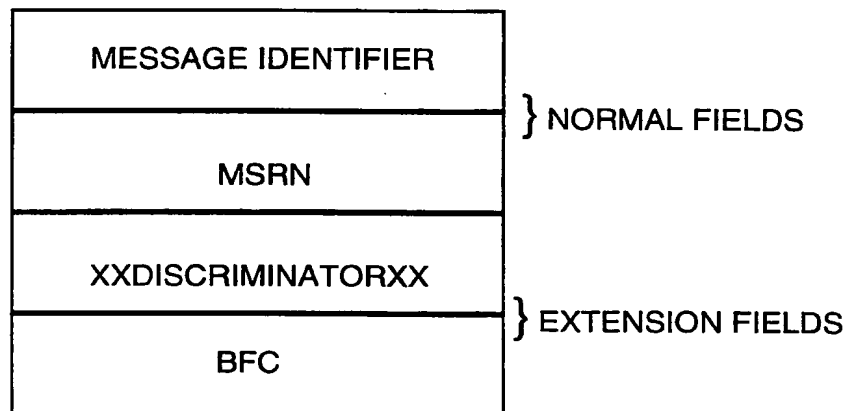 MESSAGE IDENTIFIER
} NORMAL FIELDS
MSRN
XXDISCRIMINATORXX
} EXTENSION FIELDS
BFC